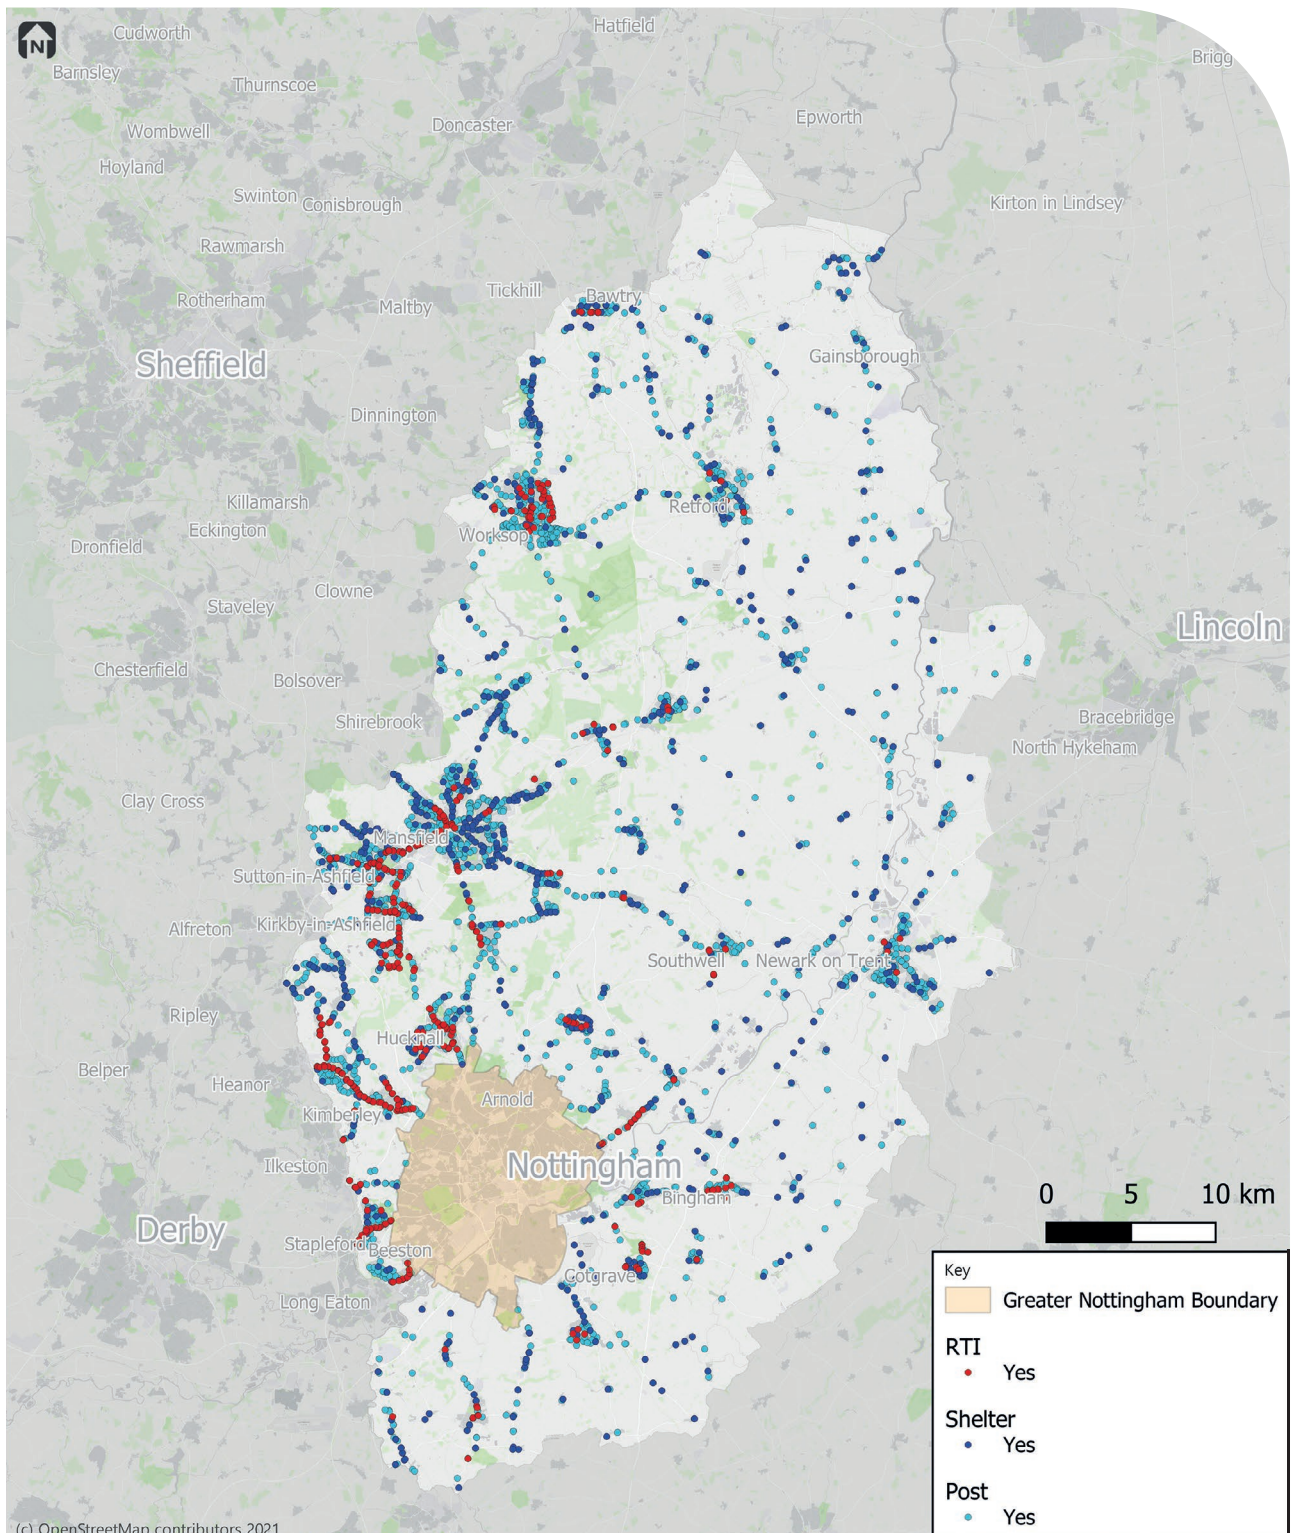 N
Cudworth
Hatfield
Brigg
Barnsley
Thurnscoe
Epworth
Doncaster
Wombwell
Hoyland
Swinton
Conisbrough
Kirton in Lindsey
Rawmarsh
Tickhill
Bawtry
Rotherham
Maltby
Gainsborough
Sheffield
Dinnington
Killamarsh
Retford
Eckington
Worksop
Dronfield
Clowne
Staveley
Lincoln
Chesterfield
Bolsover
Shirebrook
Bracebridge
North Hykeham
Clay Cross
Mansfield
Sutton-in-Ashfield
Alfreton
Kirkby-in-Ashfield
Southwell
Newark on Trent
Ripley
Hucknall
Belper
Heanor
Arnold
Kimberley
Ilkeston
Nottingham
Bingham
0 5 10 km
Derby
Stapleford
Beeston
Cotgrave
Long Eaton
Key
Greater Nottingham Boundary
RTI
Yes
Shelter
Yes
Post
Yes
(c) OpenStreetMap contributors 2021